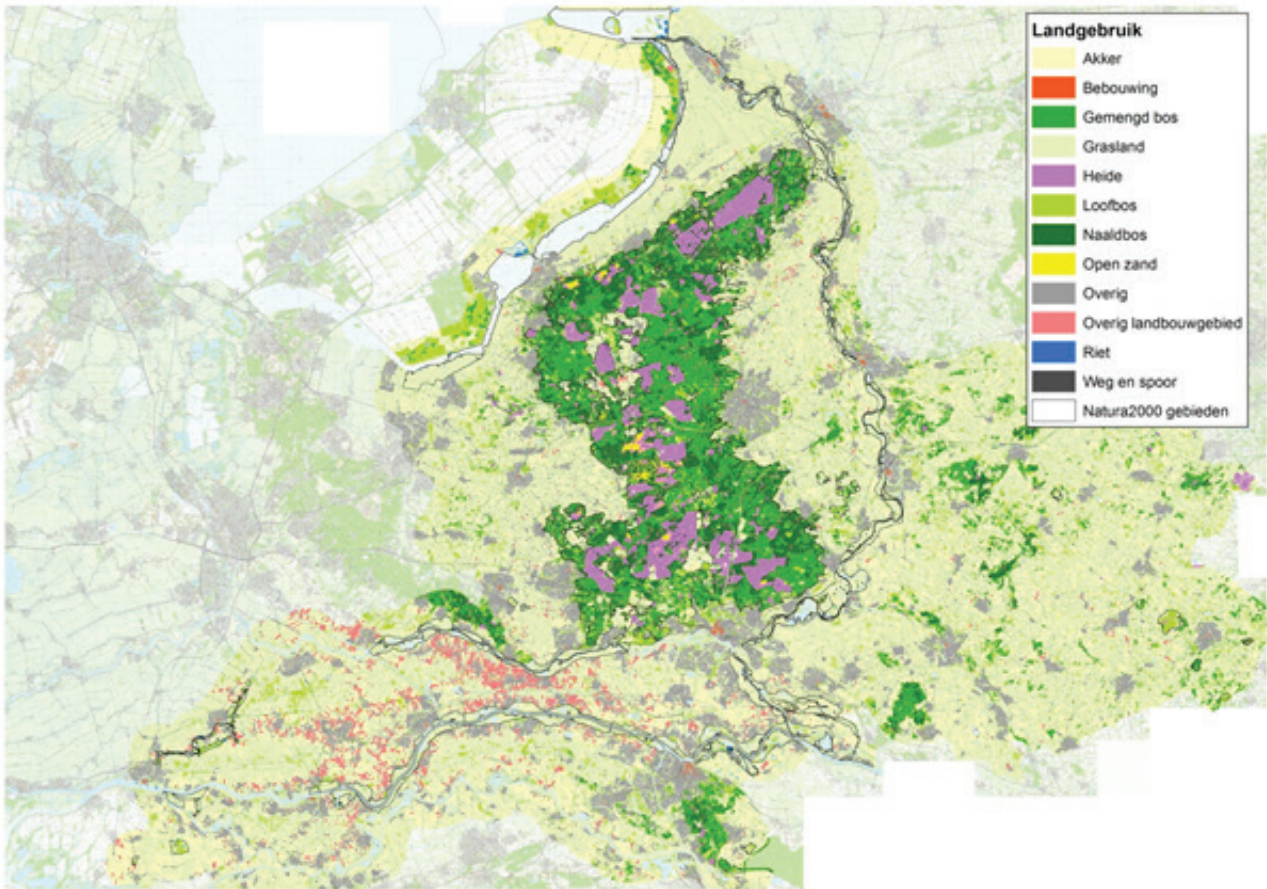 Landgebruik
Akker
Bebouwing
Gemengd bos
Grasland
Heide
Loofbos
Naaldbos
Open zand
Overig
Overig landbouwgebied
Riet
Weg en spoor
Natura2000 gebieden